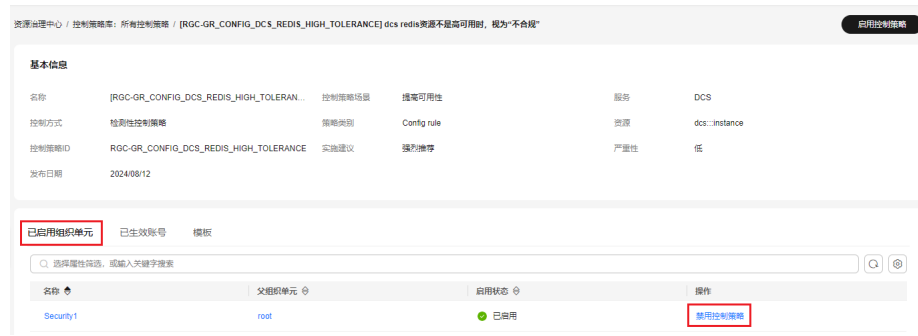 资源治理中心 / 控制策略库：所有控制策略 / [RGC-GR_CONFIG_DCS_REDIS_HIGH_TOLERANCE] dcs redis资源不是高可用时，视为“不合规”
启用控制策略
基本信息
名称 [RGC-GR_CONFIG_DCS_REDIS_HIGH_TOLERAN... 控制策略场景 提高可用性 服务 DCS
控制方式 检测性控制策略 策略类别 Config rule 资源 dcs:::instance
控制策略ID RGC-GR_CONFIG_DCS_REDIS_HIGH_TOLERANCE 实施建议 强烈推荐 严重性 低
发布日期 2024/08/12
已启用组织单元 已生效账号 模板
选择属性筛选，或输入关键字搜索
名称 父组织单元 启用状态 操作
Security1 root 已启用 禁用控制策略